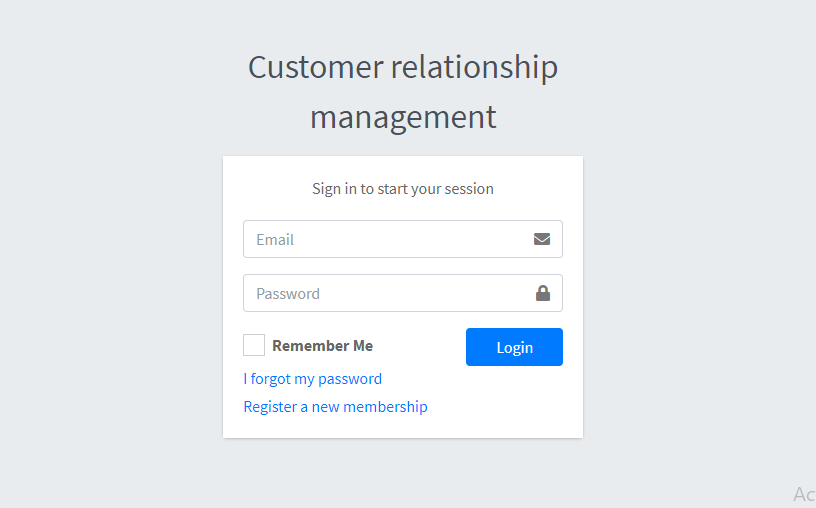 Customer relationship
management
Sign in to start your session
Email
Password
Remember Me
Login
I forgot my password
Register a new membership